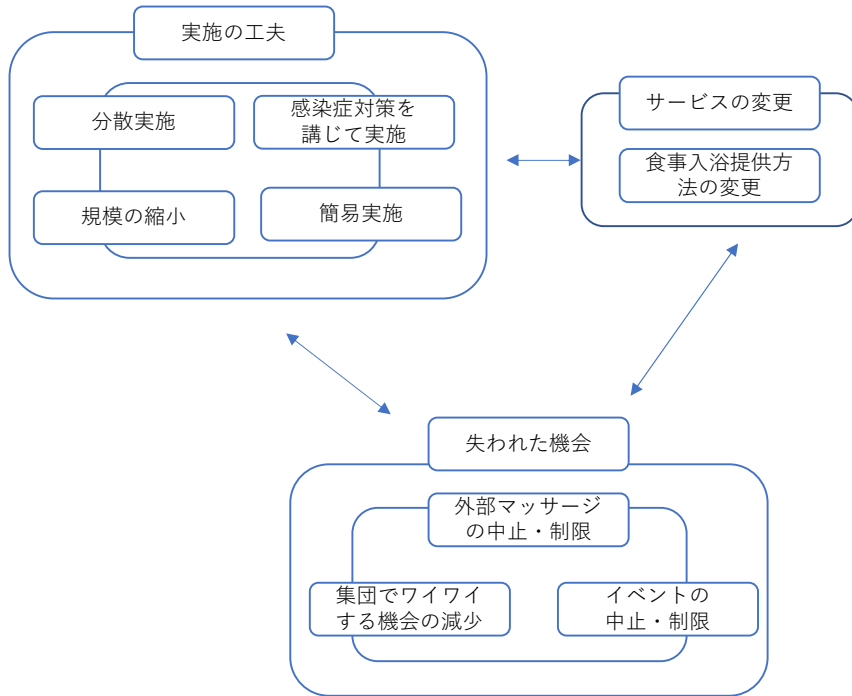 実施の工夫
分散実施
感染症対策を
講じて実施
規模の縮小
簡易実施
サービスの変更
食事入浴提供方
法の変更
失われた機会
外部マッサージ
の中止・制限
集団でワイワイ
する機会の減少
イベントの
中止・制限